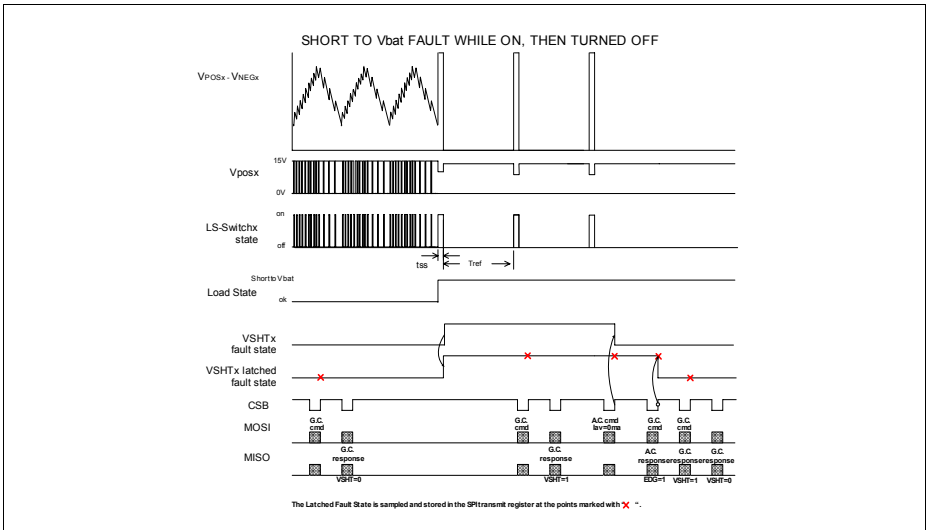 SHORT TO Vbat FAULT WHILE ON, THEN TURNED OFF
VPOSx - VNEGx
15V
Vposx
0V
on
LS-Switchx
state
off
tss
Tref
Short to Vbat
Load State
ok
VSHTx
fault state
VSHTx latched
fault state
CSB
MOSI
G.C.
cmd
G.C.
cmd
A.C. cmd
Iav=0ma
G.C.
cmd
G.C.
cmd
MISO
G.C.
response
VSHT=0
G.C.
response
VSHT=1
A.C.
response
EDG=1
G.C.
response
VSHT=1
G.C.
response
VSHT=0
The Latched Fault State is sampled and stored in the SPI transmit register at the points marked with "X ".